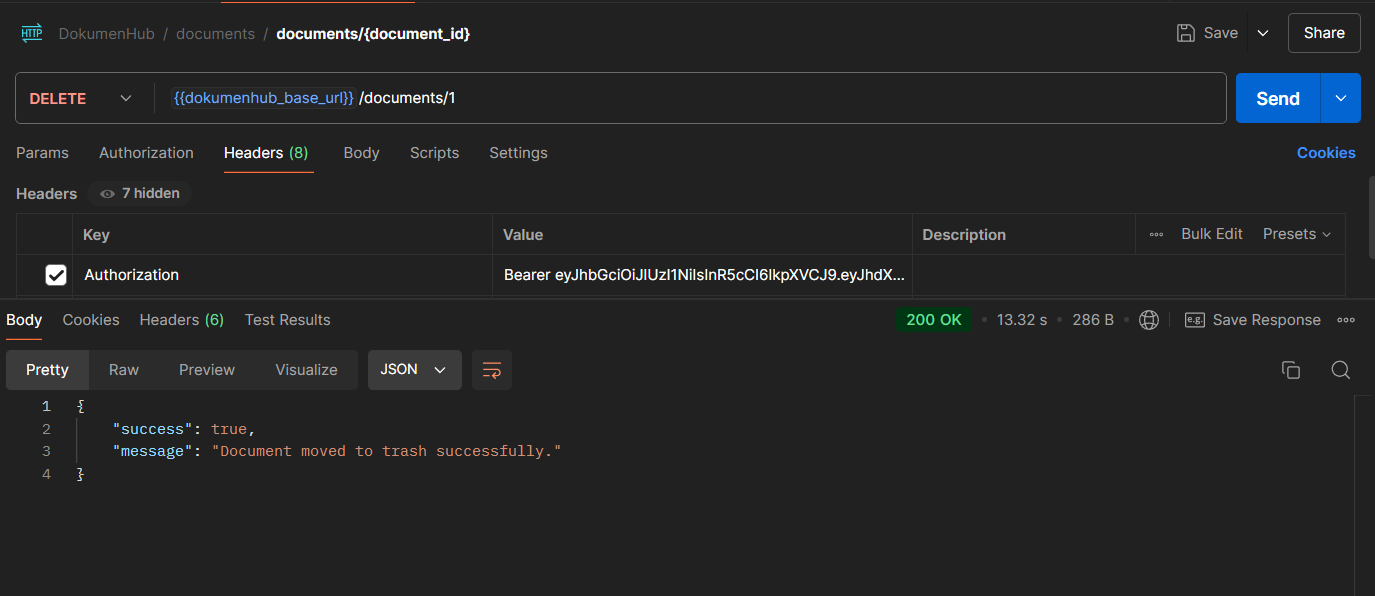 HTTP DokumenHub / documents / documents/{document_id} Save Share
DELETE {{dokumenhub_base_url}} /documents/1 Send
Params Authorization Headers (8) Body Scripts Settings Cookies
Headers 7 hidden
Key Value Description Bulk Edit Presets
Authorization Bearer eyJhbGciOiJIUzI1NiIsInR5cCI6IkpXVCJ9.eyJhdX...
Body Cookies Headers (6) Test Results 200 OK • 13.32 s • 286 B • e.g. Save Response
Pretty Raw Preview Visualize JSON
1 {
2 "success": true,
3 "message": "Document moved to trash successfully."
4 }